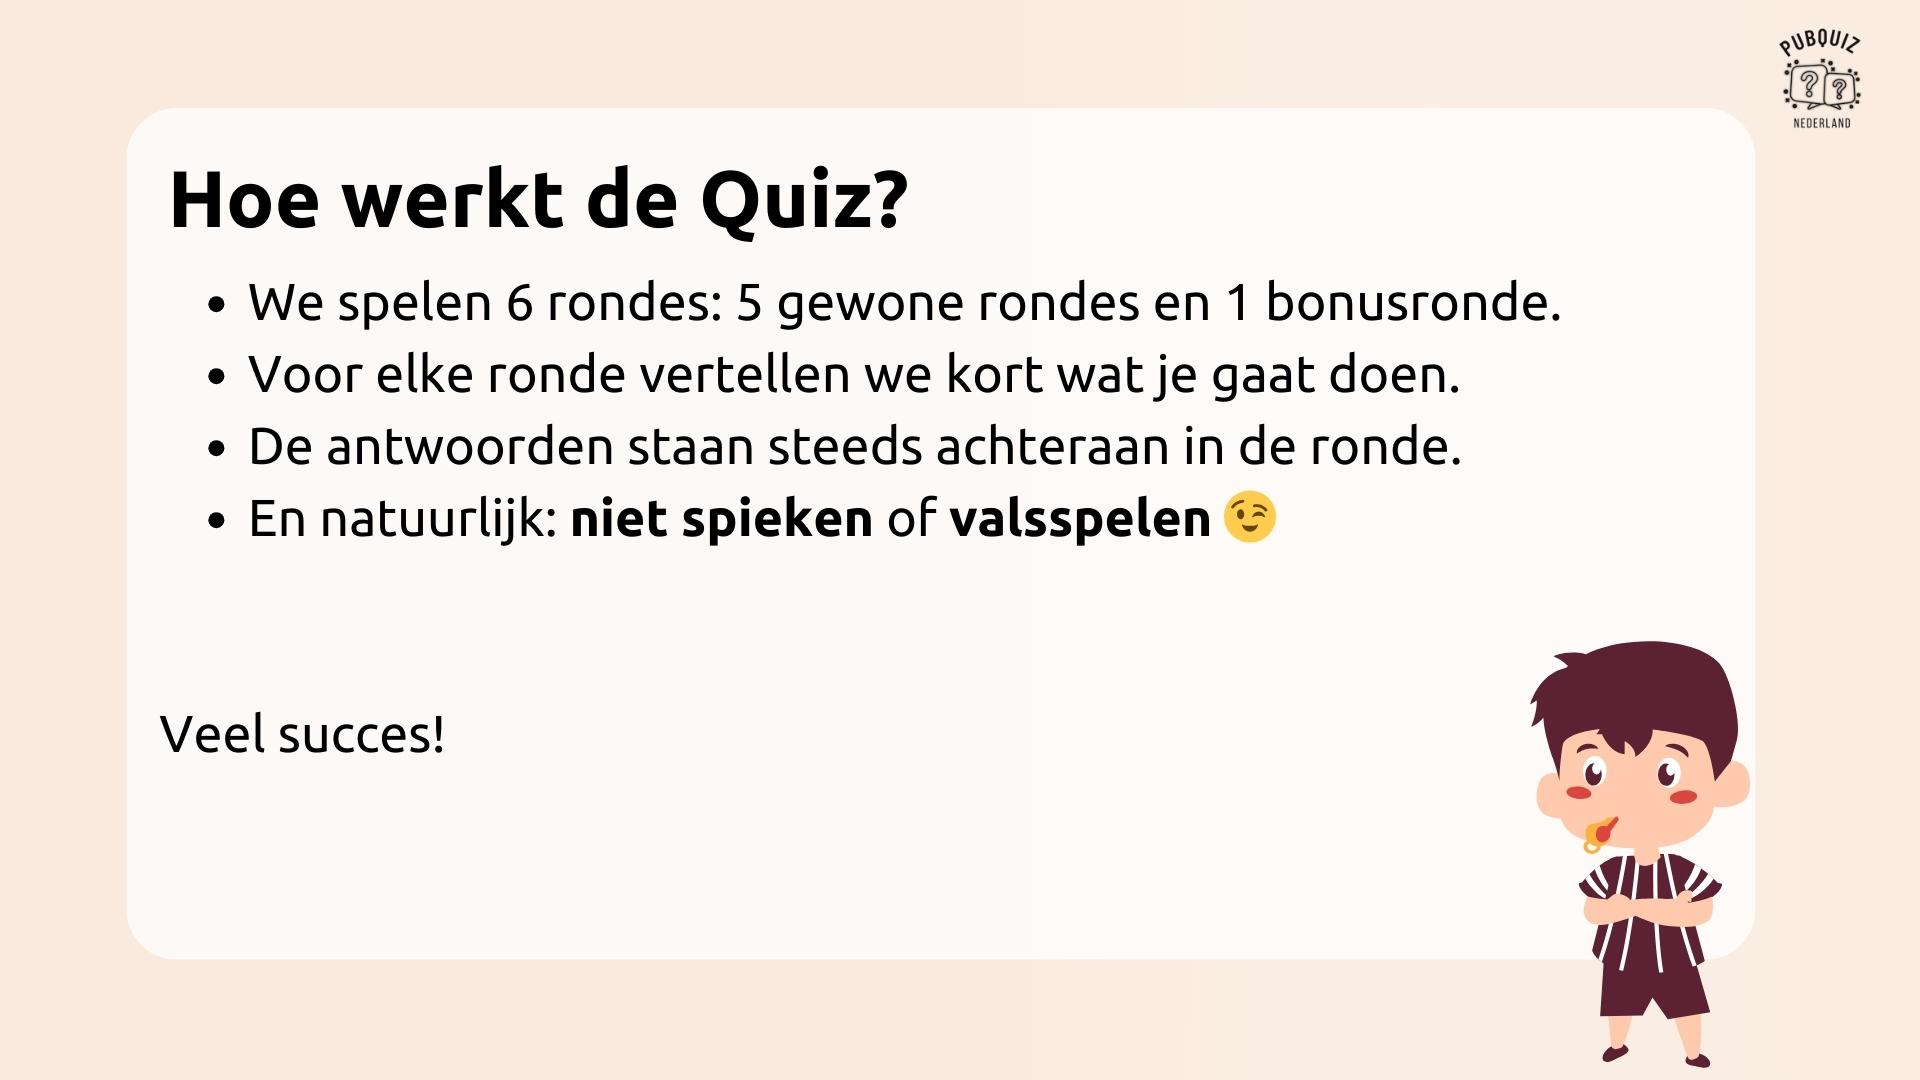 PUBQUIZ
? ?
NEDERLAND
Hoe werkt de Quiz?
• We spelen 6 rondes: 5 gewone rondes en 1 bonusronde.
• Voor elke ronde vertellen we kort wat je gaat doen.
• De antwoorden staan steeds achteraan in de ronde.
• En natuurlijk: niet spieken of valsspelen 😉
Veel succes!